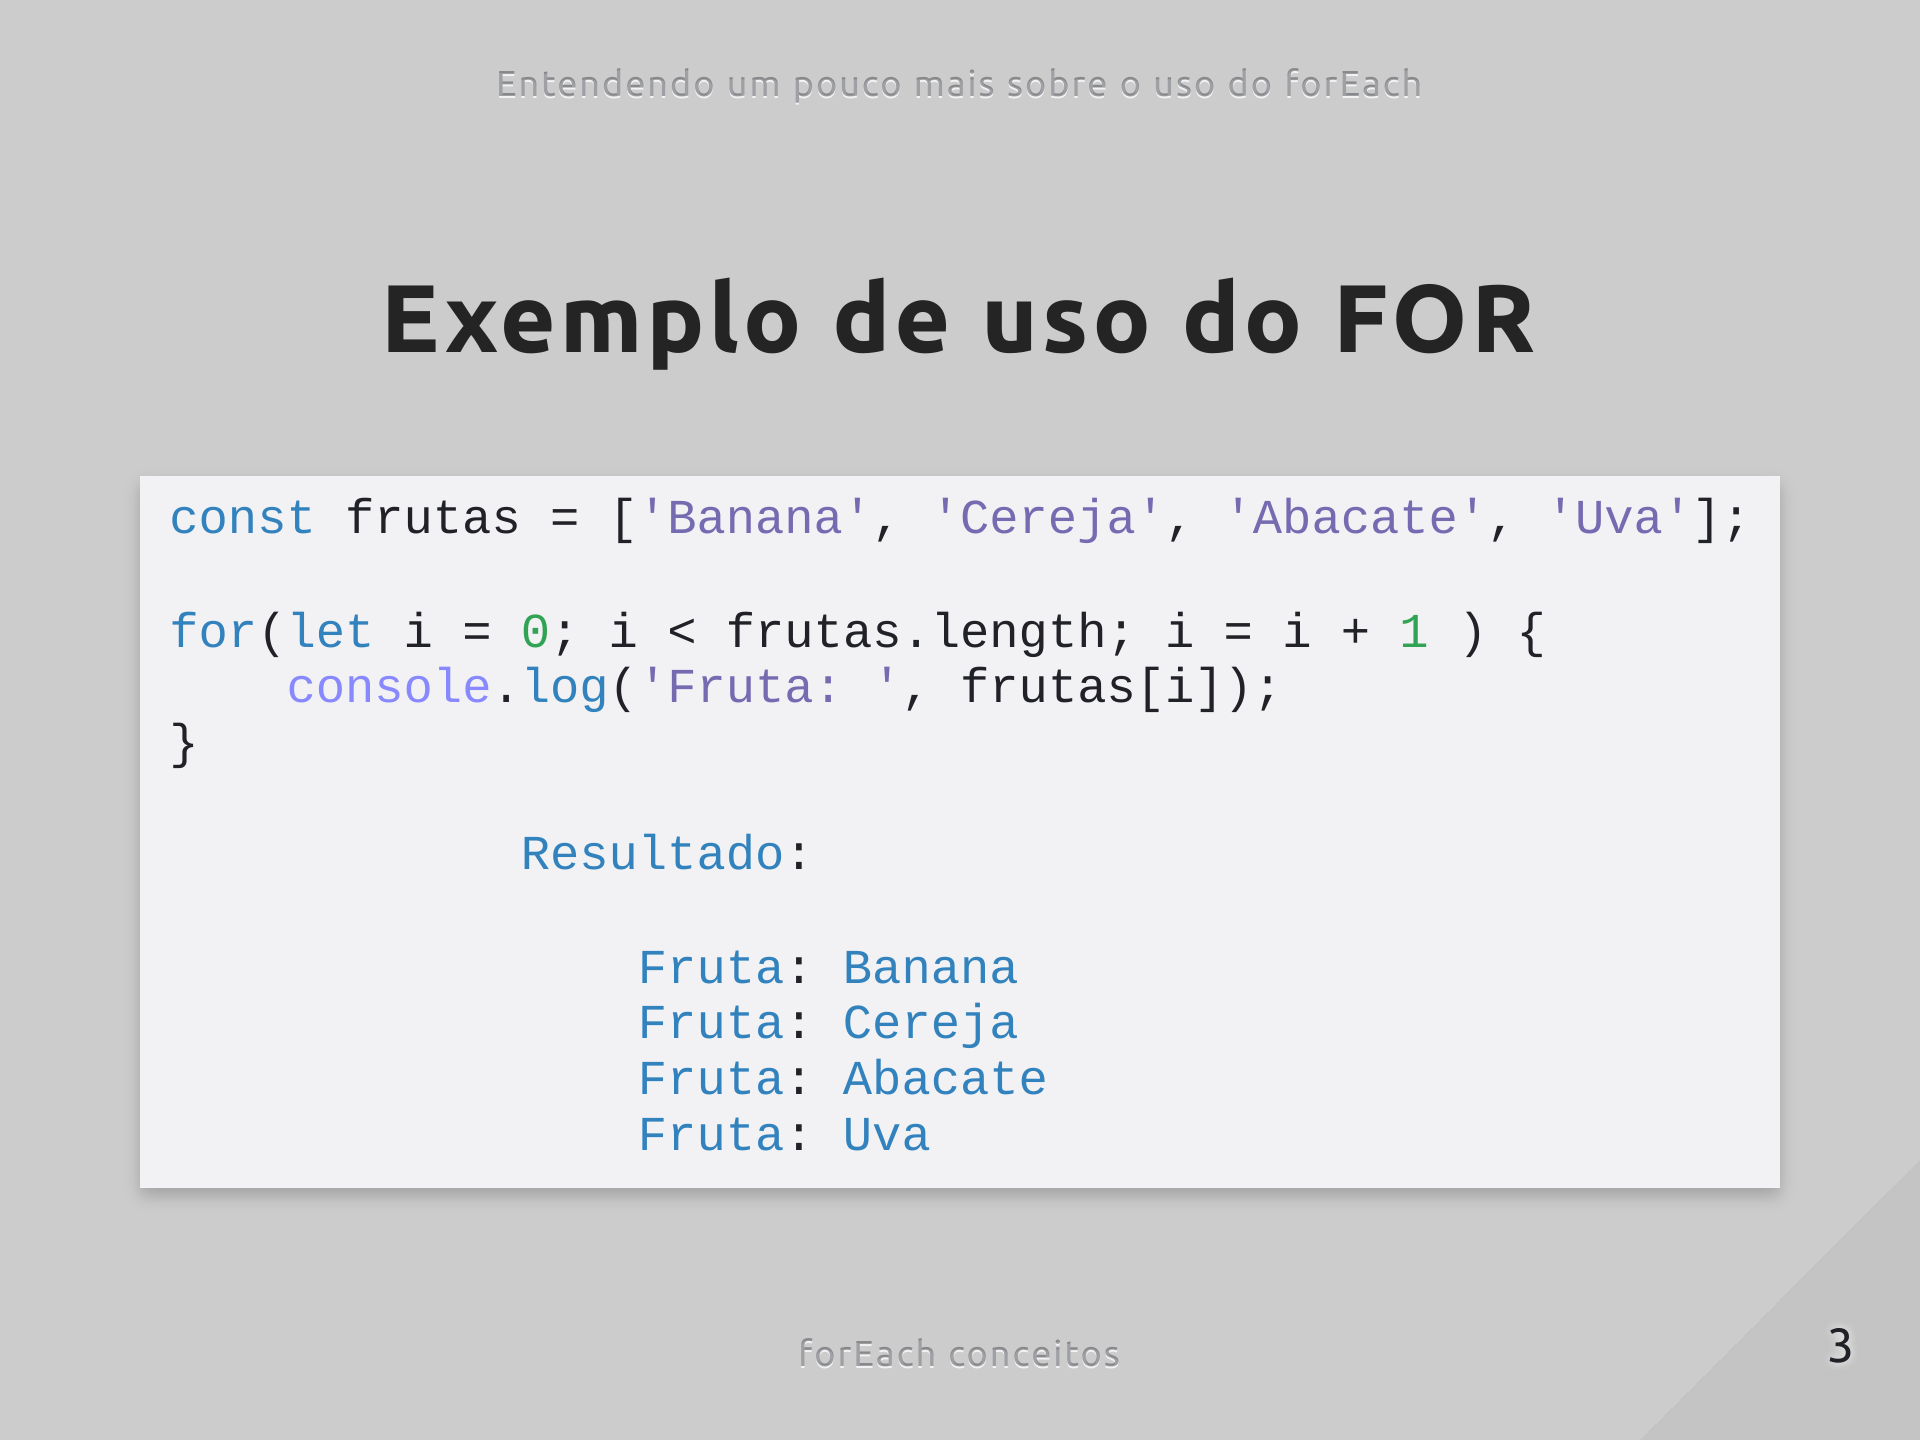 Entendendo um pouco mais sobre o uso do forEach
Exemplo de uso do FOR
const frutas = ['Banana', 'Cereja', 'Abacate', 'Uva'];
for(let i = 0; i < frutas.length; i = i + 1 ) {
    console.log('Fruta: ', frutas[i]);
}
Resultado:
Fruta: Banana
Fruta: Cereja
Fruta: Abacate
Fruta: Uva
forEach conceitos
3